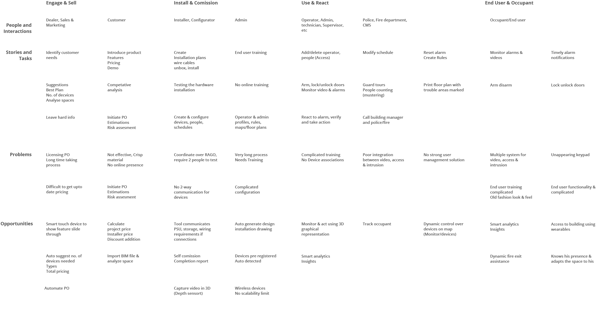 Engage & Sell
Install & Comission
Use & React
End User & Occupant
People and
Interactions
Dealer, Sales &
Marketing
Customer
Installer, Configurator
Admin
Operator, Admin,
technician, Supervisor,
etc
Police, Fire department,
CMS
Occupant/End user
Stories and
Tasks
Identify customer
needs
Introduce product
Features
Pricing
Demo
Create
Installation plans
wire cables
unbox, install
End user training
Add/delete operator,
people (Access)
Modify schedule
Reset alarm
Create Rules
Monitor alarms &
videos
Timely alarm
notifications
Suggestions
Best Plan
No. of deceices
Analyse spaces
Competative
analysis
Testing the hardware
installation
No online training
Arm, lock/unlock doors
Monitor video & alarms
Guard tours
People counting
(mustering)
Print floor plan with
trouble areas marked
Arm disarm
Lock unlock doors
Leave hard info
Initiate PO
Estimations
Risk assesment
Create & configure
devices, people,
schedules
Operator & admin
profiles, rules,
maps/floor plans
React to alarm, verify
and take action
Call building manager
and police/fire
Problems
Licensing PO
Long time taking
process
Not effective, Crisp
material
No online presence
Coordinate over RADIO,
require 2 people to test
Very long process
Needs Training
Complicated training
No Device associations
Poor integration
between video, access
& intrusion
No strong user
management solution
Multiple system for
video, access &
intrusion
Unappearing keypad
Difficult to get upto
date pricing
Initiate PO
Estimations
Risk assesment
No 2-way
communication for
devices
Complicated
configuration
End user training
complicated
Old fashion look & feel
End user functionality &
complicated
Opportunities
Smart touch device to
show feature slide
through
Calculate
project price
Installer price
Discount addition
Tool communicates
PSU, storage, wiring
requirements if
connections
Auto generate design
installation drawing
Monitor & act using 3D
graphical
representation
Track occupant
Dynamic control over
devices on map
(Monitor/devices)
Smart analytics
Insights
Access to building using
wearables
Auto suggest no. of
devices needed
Types
Total pricing
Import BIM file &
analyse space
Self comission
Completion report
Devices pre registered
Auto detected
Smart analytics
Insights
Dynamic fire exit
assistance
Knows his presence &
adapts the space to his
Automate PO
Capture video in 3D
(Depth sensors)
Wireless devices
No scalability limit